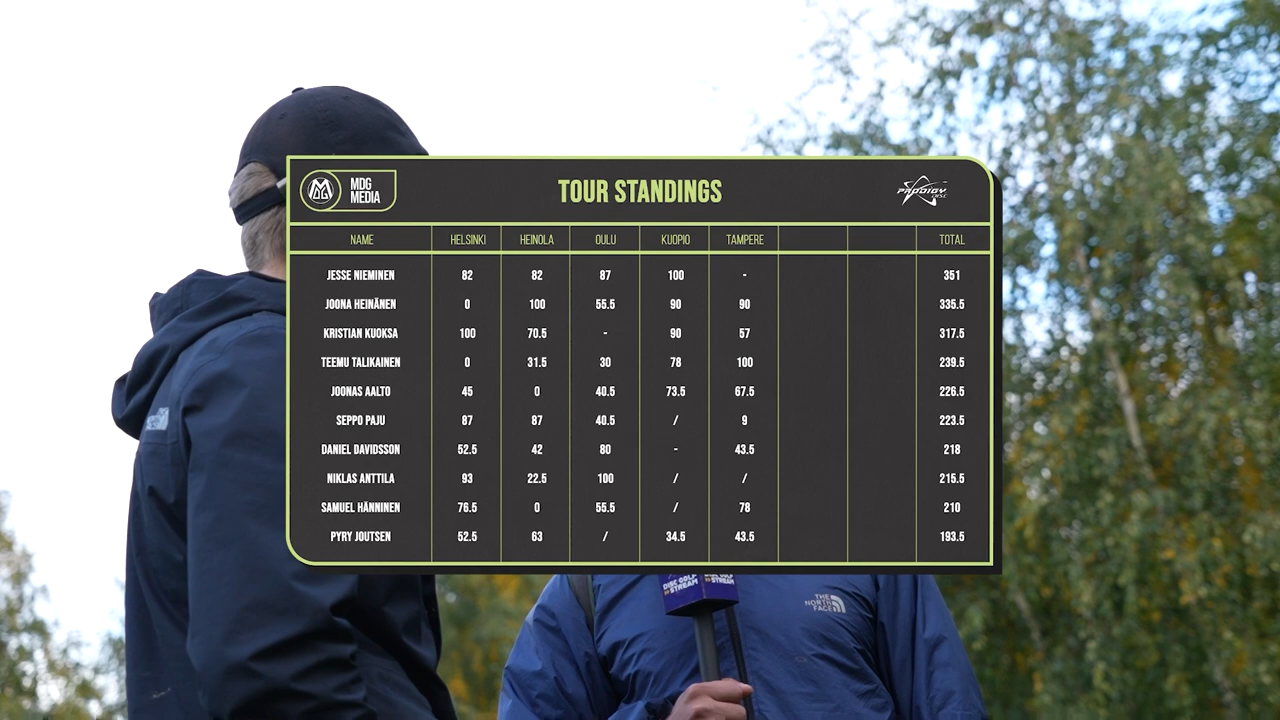 MDG
MEDIA
TOUR STANDINGS
PRODIGY
DISC
NAME HELSINKI HEINOLA OULU KUOPIO TAMPERE TOTAL
JESSE NIEMINEN 82 82 87 100 - 351
JOONA HEINÄNEN 0 100 55.5 90 90 335.5
KRISTIAN KUOKSA 100 70.5 - 90 57 317.5
TEEMU TALIKAINEN 0 31.5 30 78 100 239.5
JOONAS AALTO 45 0 40.5 73.5 67.5 226.5
SEPPO PAJU 87 87 40.5 / 9 223.5
DANIEL DAVIDSSON 52.5 42 80 - 43.5 218
NIKLAS ANTTILA 93 22.5 100 / / 215.5
SAMUEL HÄNNINEN 76.5 0 55.5 / 78 210
PYRY JOUTSEN 52.5 63 / 34.5 43.5 193.5
DISC GOLF
STREAM
DISC GOLF
STREAM
THE
NORTH
FACE